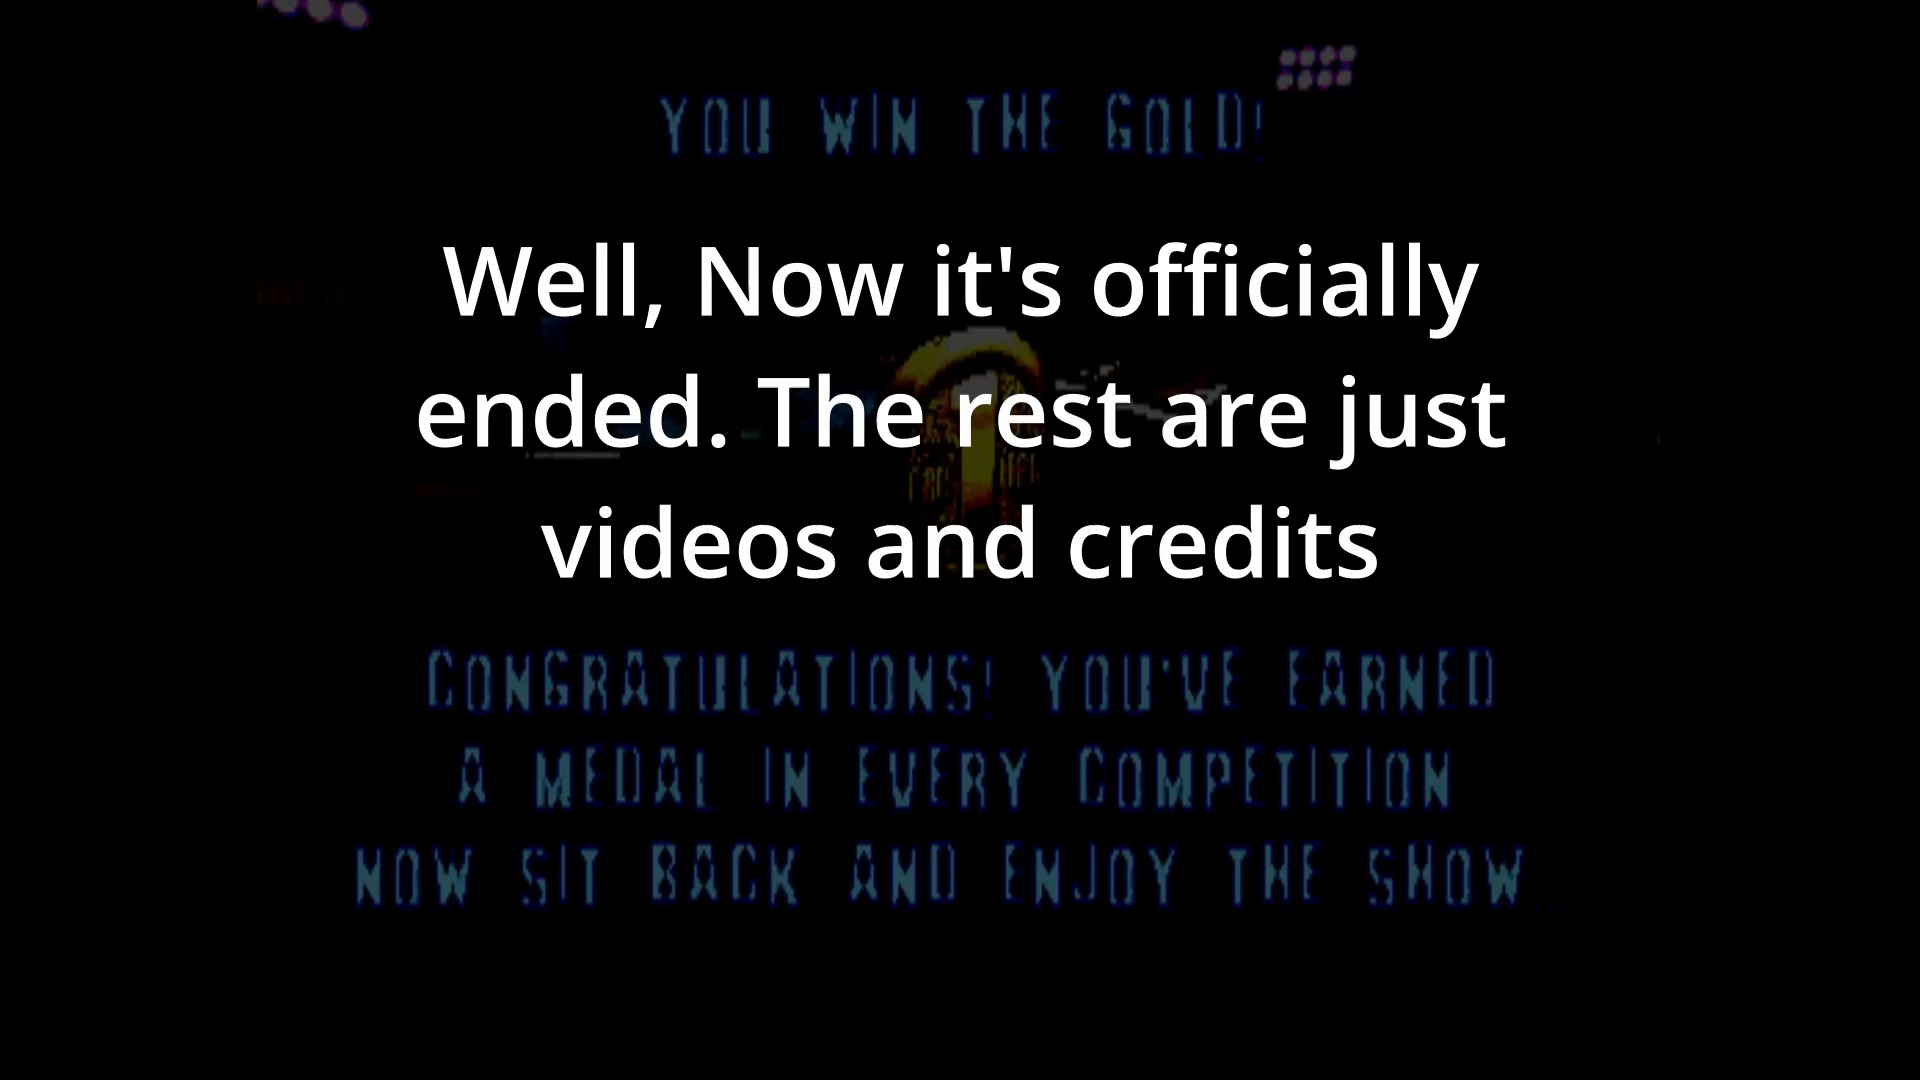 YOU WIN THE GOLD!
Well, Now it's officially
ended. The rest are just
videos and credits
CONGRATULATIONS! YOU'VE EARNED
A MEDAL IN EVERY COMPETITION
NOW SIT BACK AND ENJOY THE SHOW...